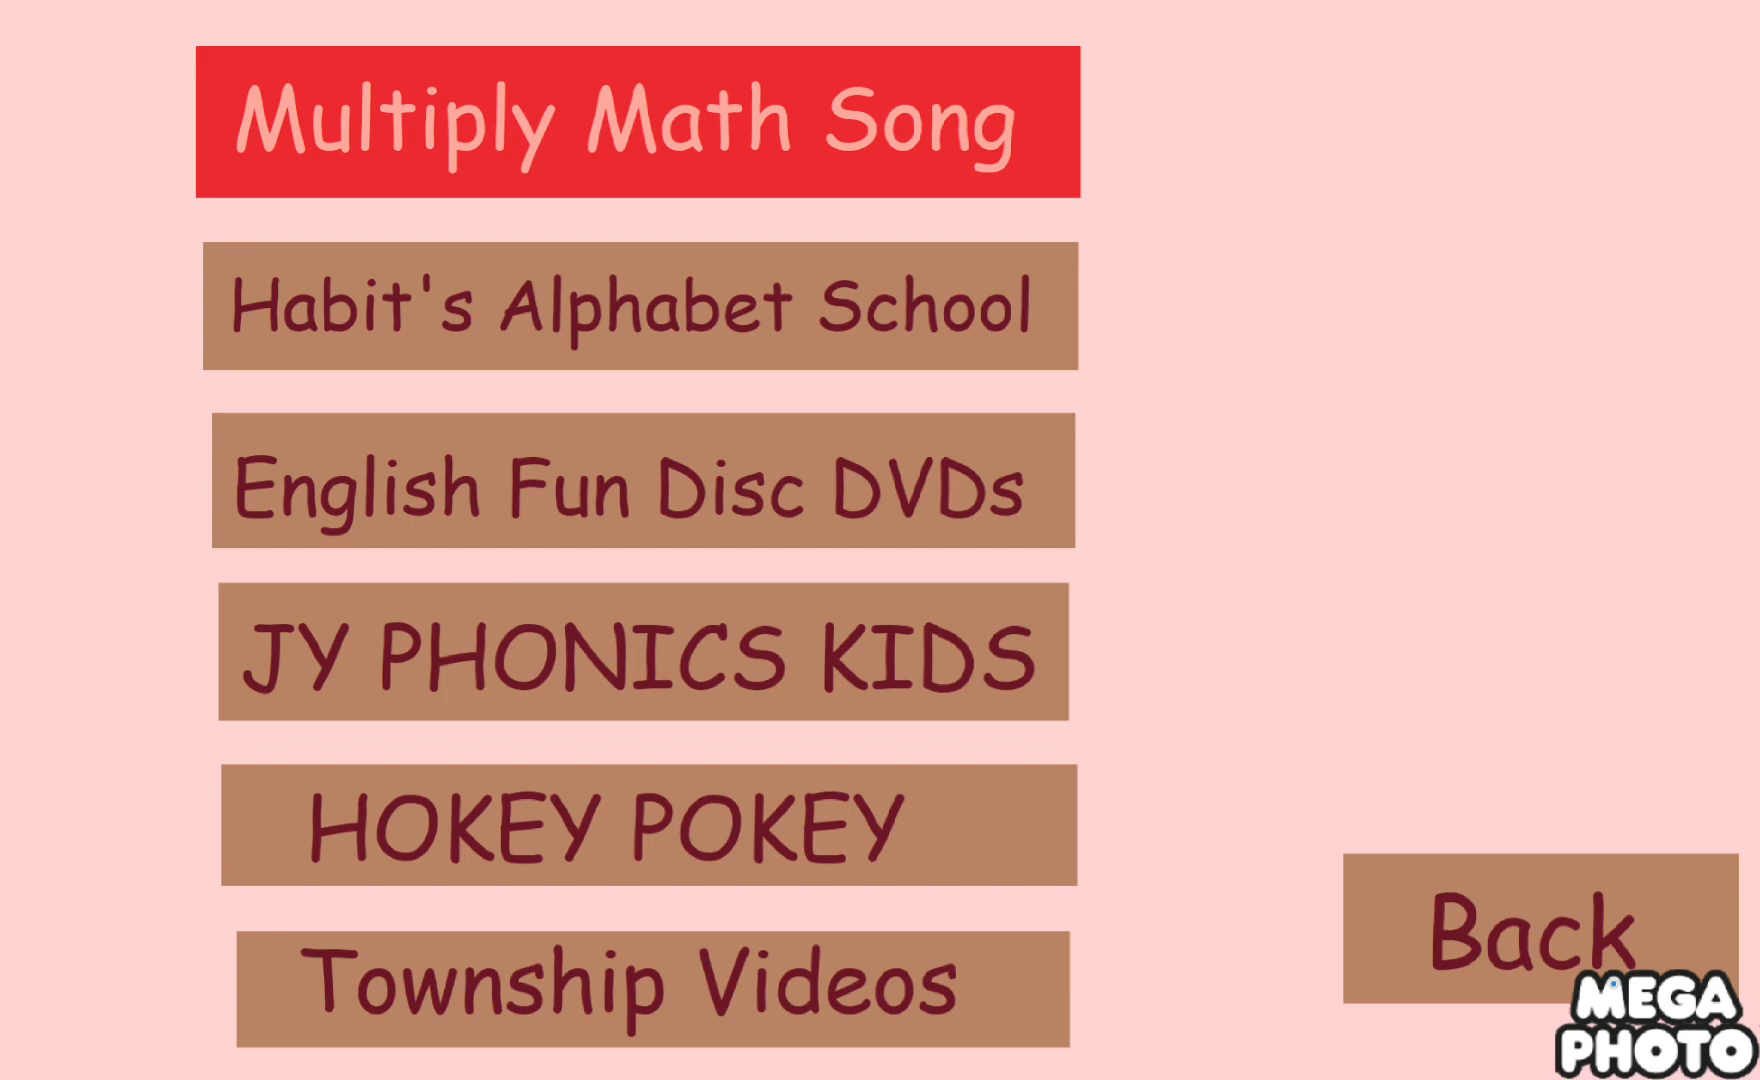 Multiply Math Song
Habit's Alphabet School
English Fun Disc DVDs
JY PHONICS KIDS
HOKEY POKEY
Township Videos
Back
MEGA
PHOTO